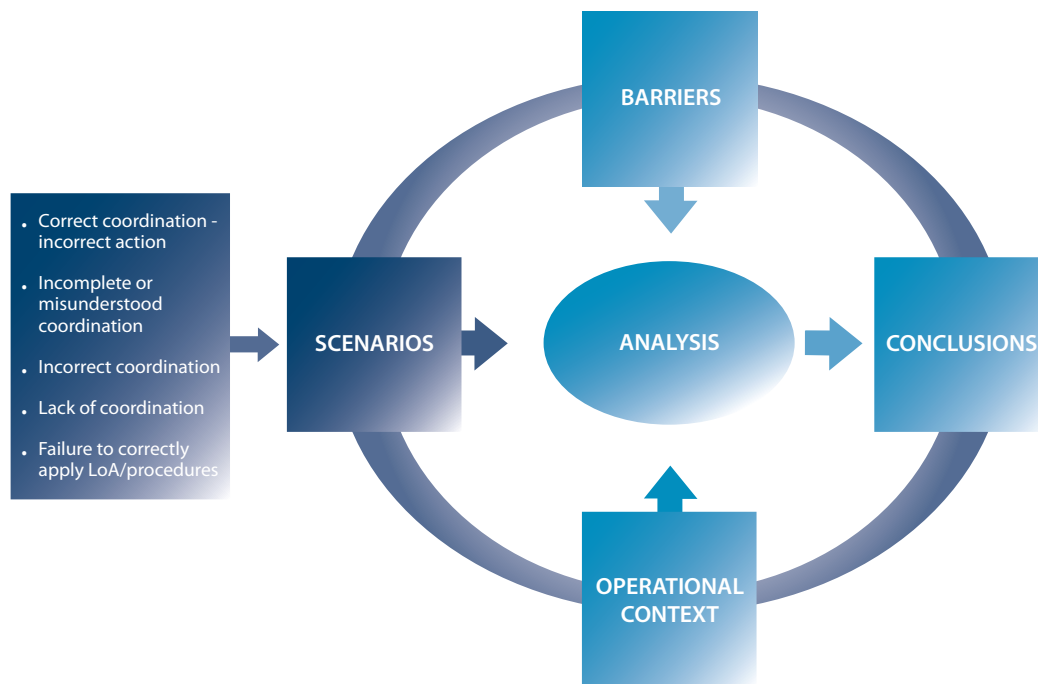 BARRIERS
• Correct coordination -
incorrect action
• Incomplete or
misunderstood
coordination
• Incorrect coordination
• Lack of coordination
• Failure to correctly
apply LoA/procedures
SCENARIOS
ANALYSIS
CONCLUSIONS
OPERATIONAL
CONTEXT